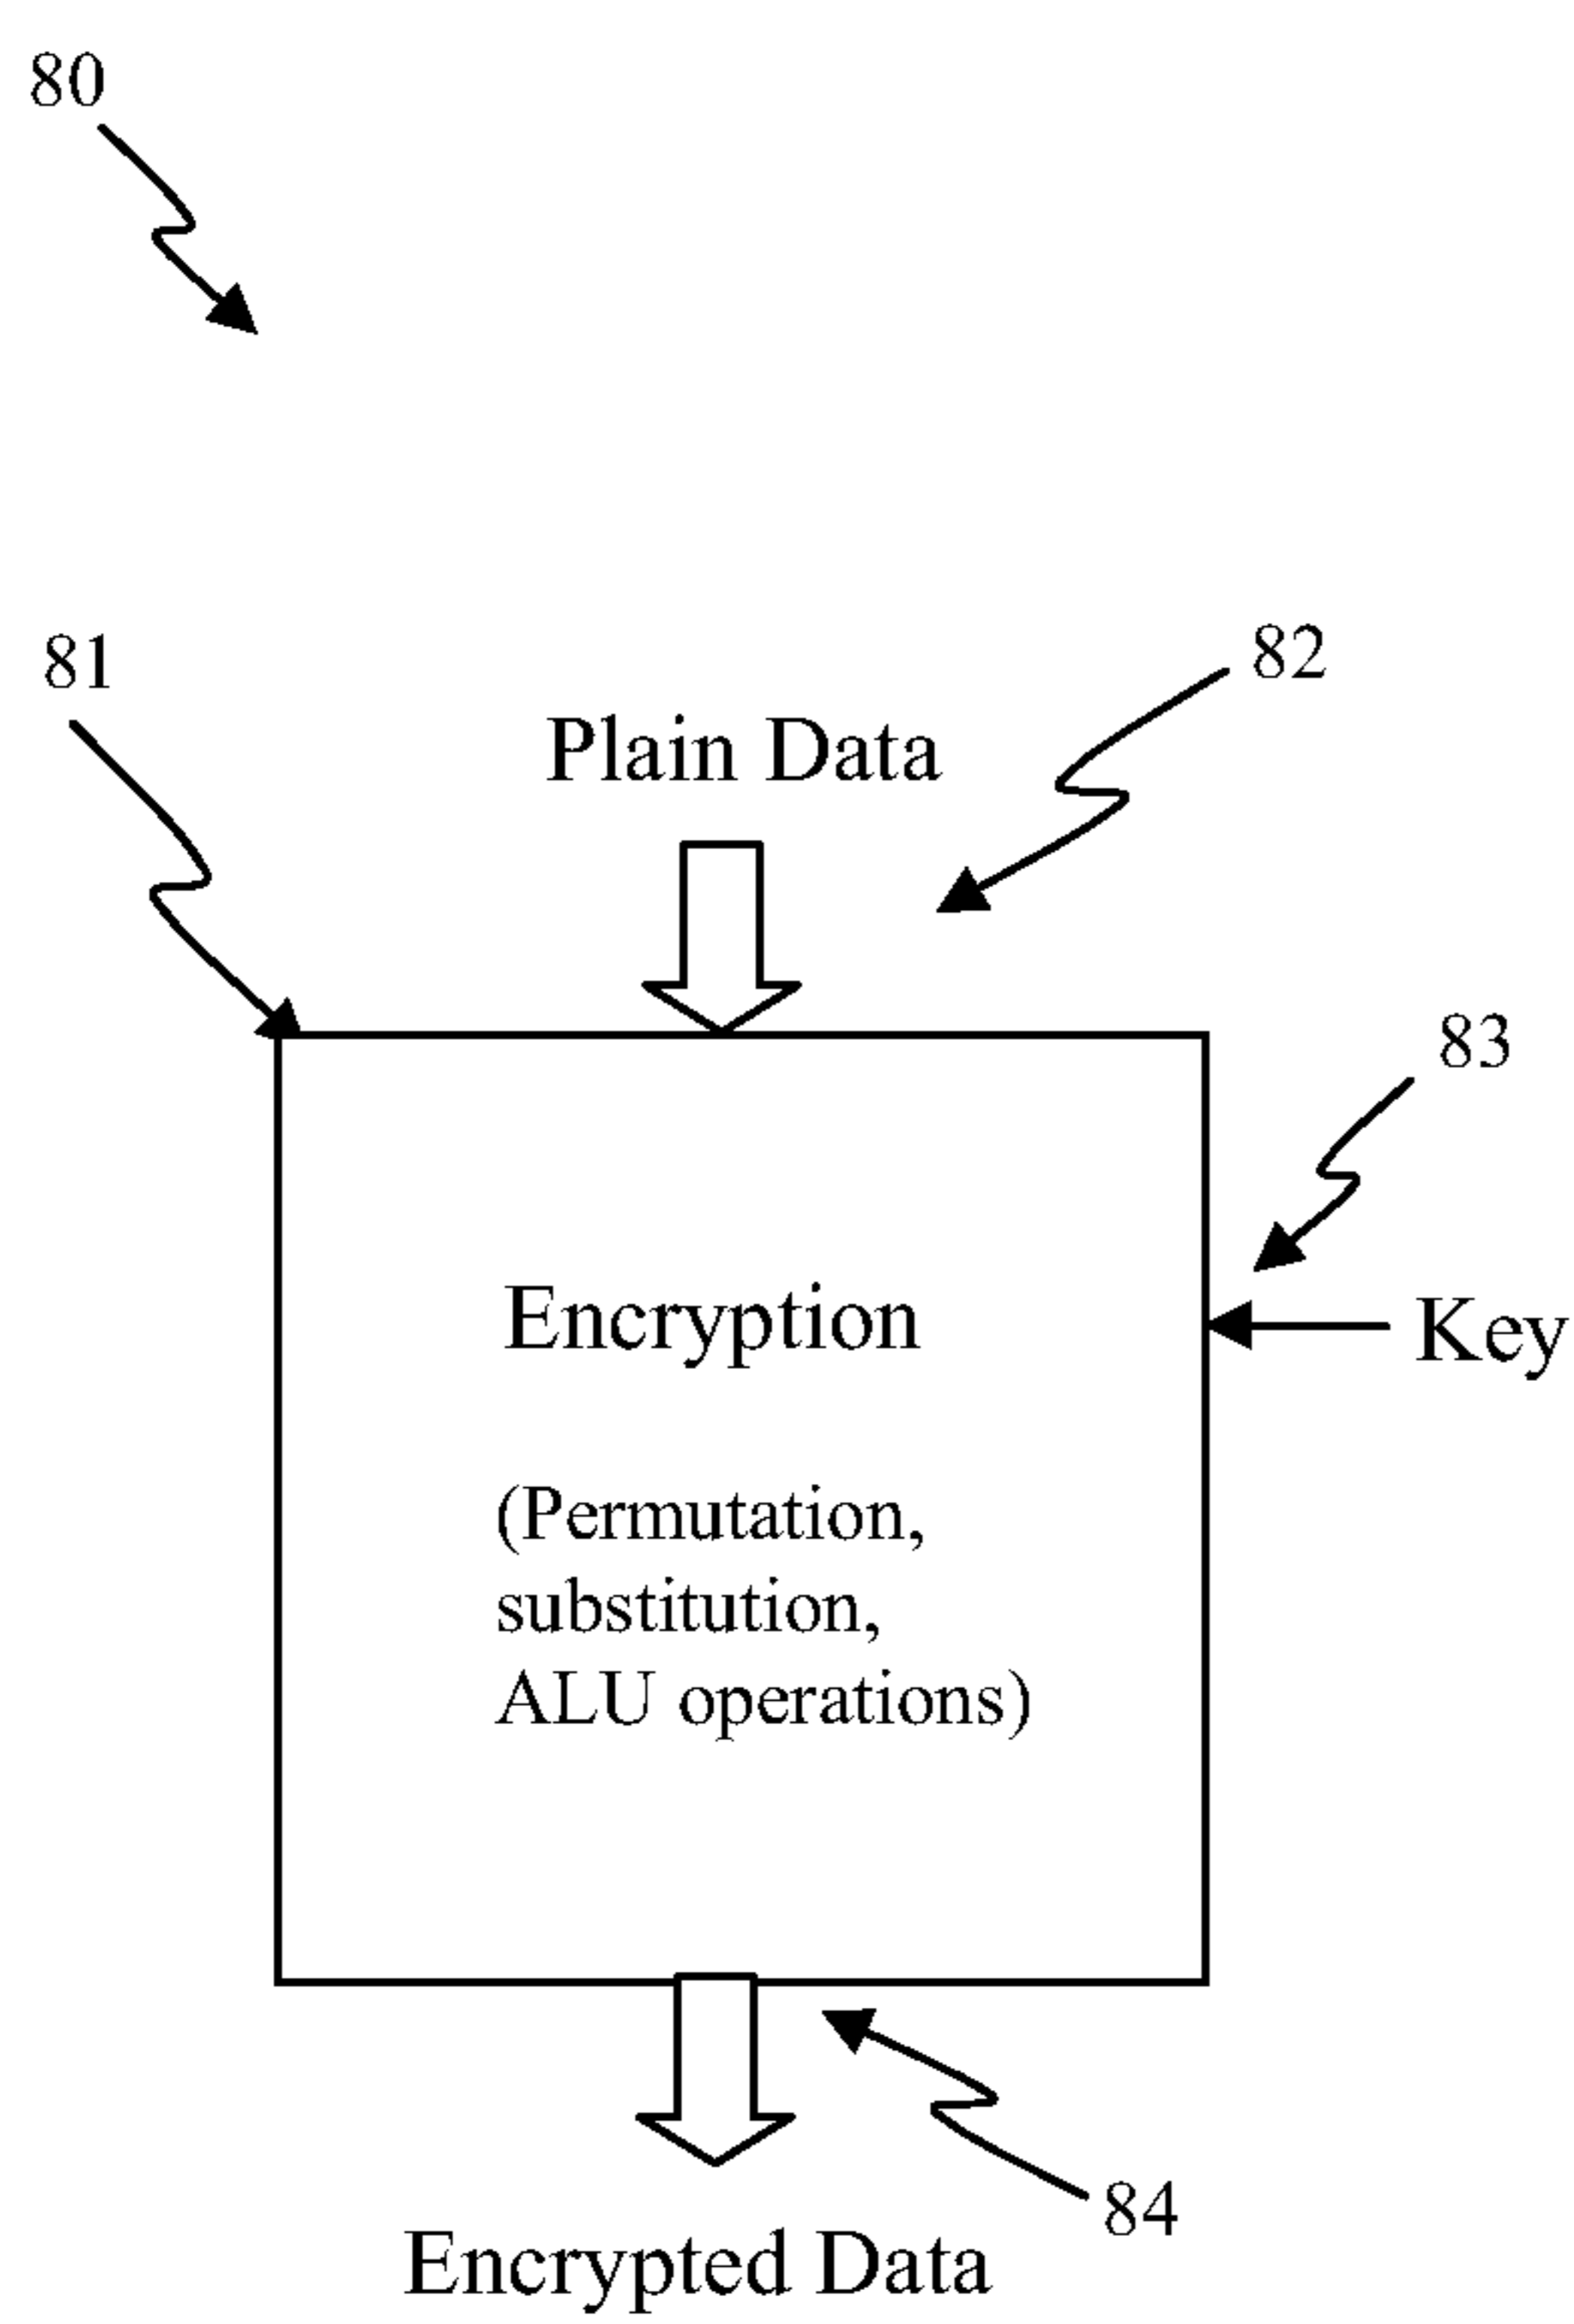 80
81
82
Plain Data
83
Encryption
Key
(Permutation,
substitution,
ALU operations)
84
Encrypted Data